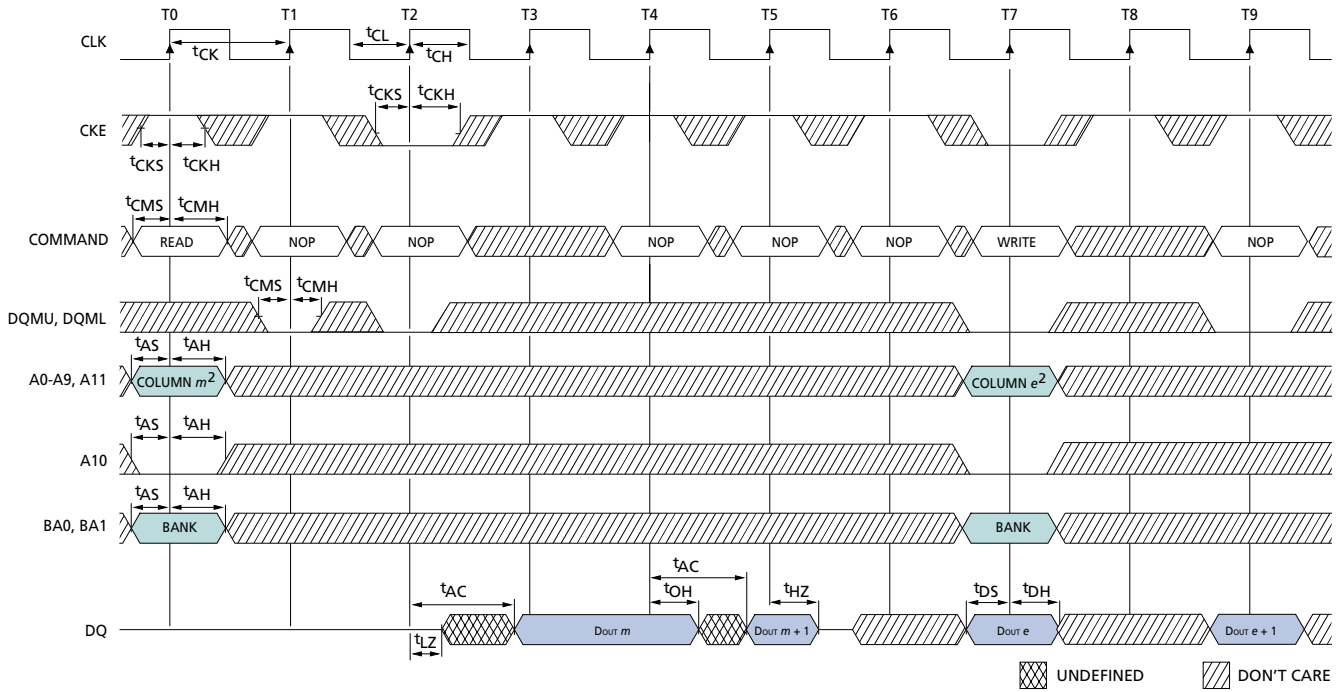 T0 T1 T2 T3 T4 T5 T6 T7 T8 T9
CLK
tCK
tCL
tCH
tCKS
tCKH
CKE
tCKS
tCKH
tCMS
tCMH
COMMAND
READ NOP NOP NOP NOP NOP WRITE NOP
tCMS
tCMH
DQMU, DQML
tAS
tAH
A0-A9, A11
COLUMN m2
COLUMN e2
tAS
tAH
A10
tAS
tAH
BA0, BA1
BANK
BANK
tAC
tAC
tOH
tHZ
tDS
tDH
DQ
DOUT m
DOUT m + 1
DOUT e
DOUT e + 1
tLZ
UNDEFINED
DON'T CARE